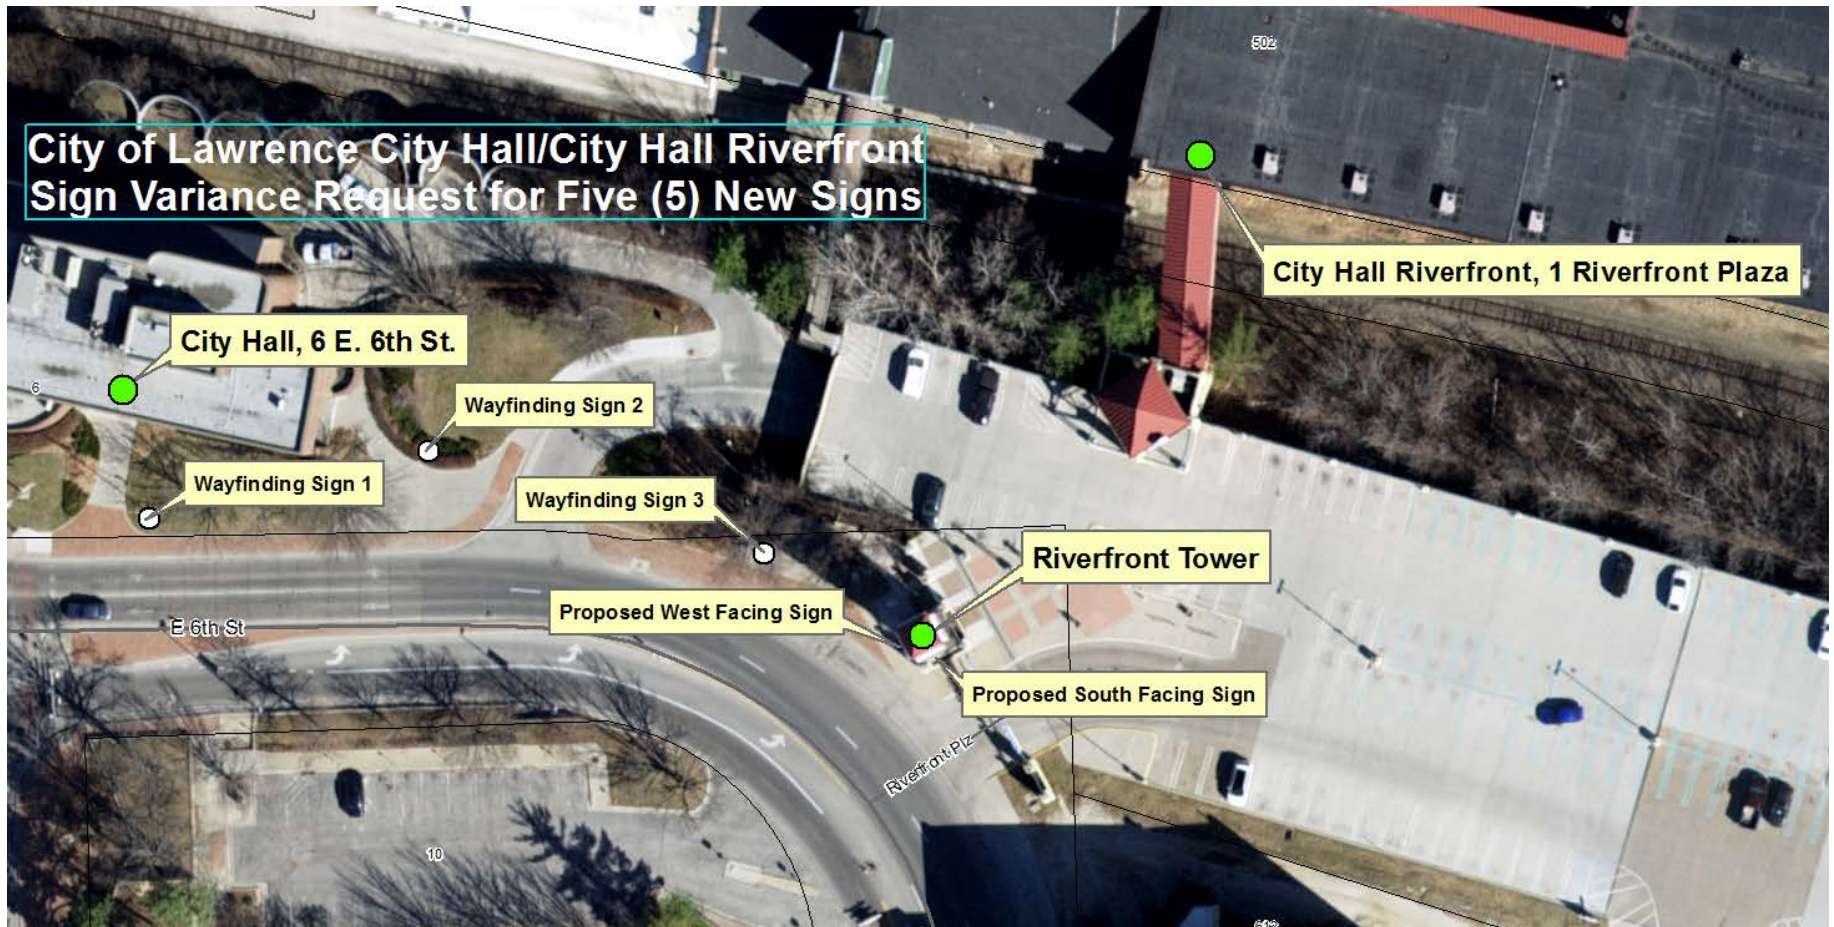 502
City of Lawrence City Hall/City Hall Riverfront
Sign Variance Request for Five (5) New Signs
City Hall Riverfront, 1 Riverfront Plaza
City Hall, 6 E. 6th St.
6
Wayfinding Sign 2
Wayfinding Sign 1
Wayfinding Sign 3
Riverfront Tower
Proposed West Facing Sign
E 6th St
Proposed South Facing Sign
Riverfront Plz
10